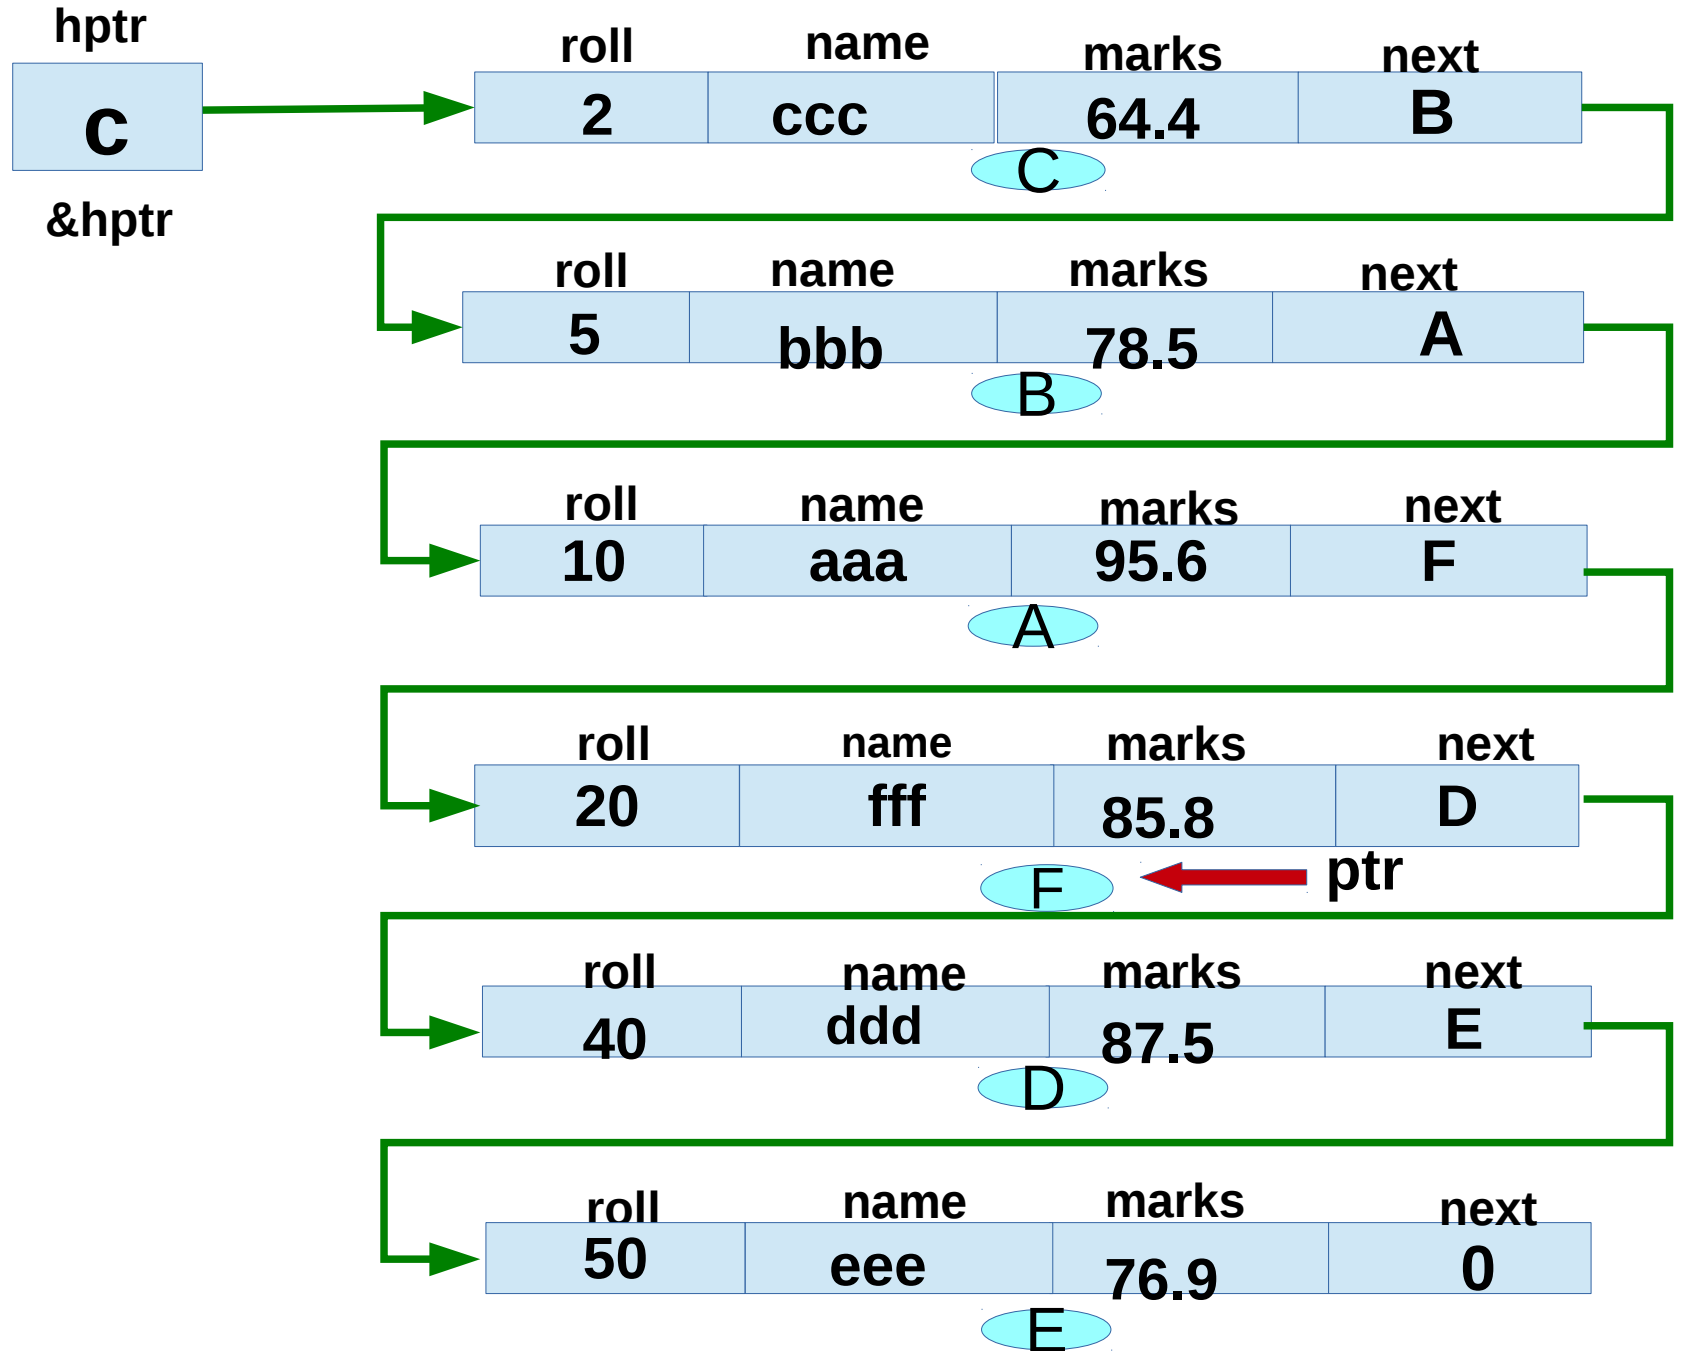 hptr
c
&hptr
roll name marks next
2 ccc 64.4 B
C
roll name marks next
5 bbb 78.5 A
B
roll name marks next
10 aaa 95.6 F
A
roll name marks next
20 fff 85.8 D
F ptr
roll name marks next
40 ddd 87.5 E
D
roll name marks next
50 eee 76.9 0
E